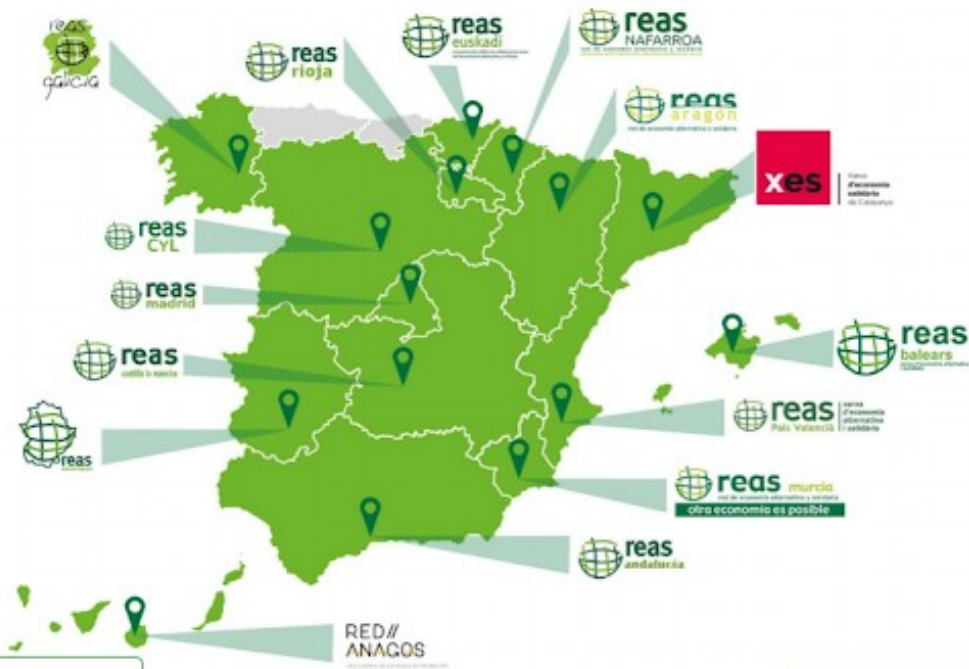 reas
galicia
reas
rioja
reas
euskadi
reas
NAFARROA
red de economía alternativa y solidaria
reas
aragón
red de economía alternativa y solidaria
xes
Xarxa
d'economia
solidària
de Catalunya
reas
CYL
reas
madrid
reas
castilla la mancha
reas
reas
balears
reas
País Valencià
xarxa
d'economia
alternativa
i solidària
reas murcia
red de economía alternativa y solidaria
otra economía es posible
reas
andalucía
RED//
ANAGOS